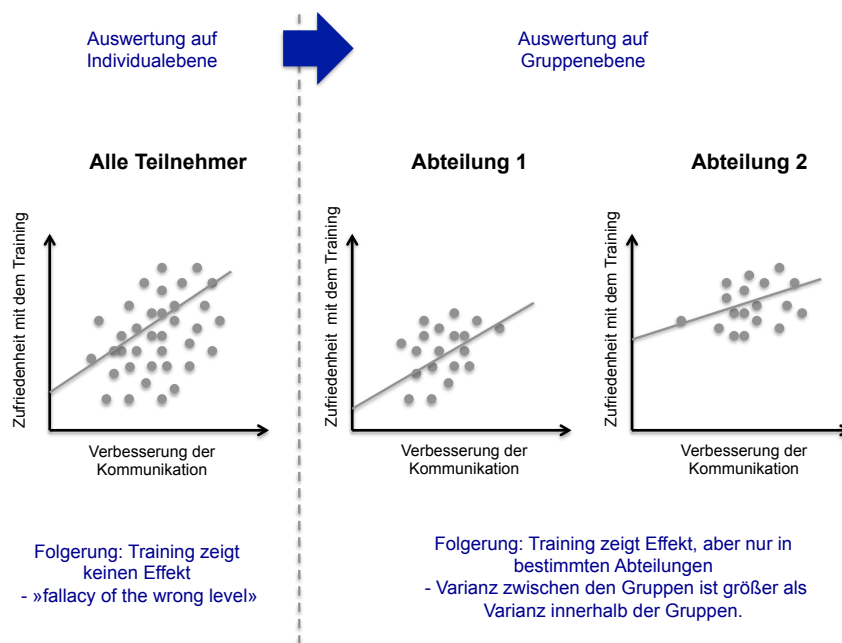 Auswertung auf
Individualebene
Auswertung auf
Gruppenebene
Alle Teilnehmer
Abteilung 1
Abteilung 2
Zufriedenheit mit dem Training
Verbesserung der
Kommunikation
Zufriedenheit mit dem Training
Verbesserung der
Kommunikation
Zufriedenheit mit dem Training
Verbesserung der
Kommunikation
Folgerung: Training zeigt
keinen Effekt
- »fallacy of the wrong level»
Folgerung: Training zeigt Effekt, aber nur in
bestimmten Abteilungen
- Varianz zwischen den Gruppen ist größer als
Varianz innerhalb der Gruppen.